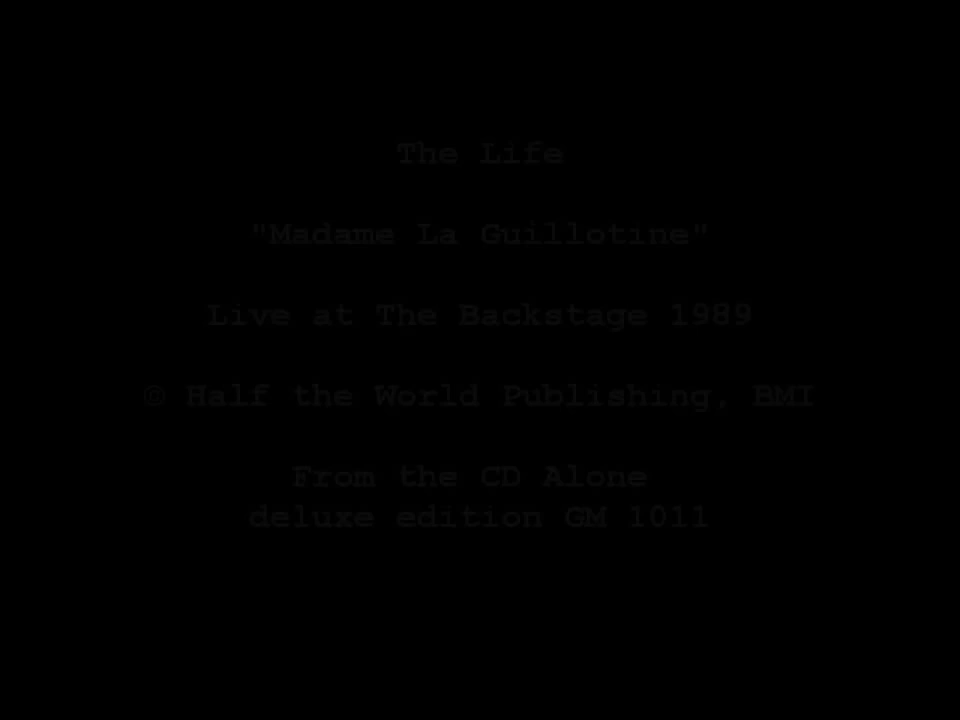 The Life
"Madame La Guillotine"
Live at The Backstage 1989
© Half the World Publishing, BMI
From the CD Alone
deluxe edition GM 1011